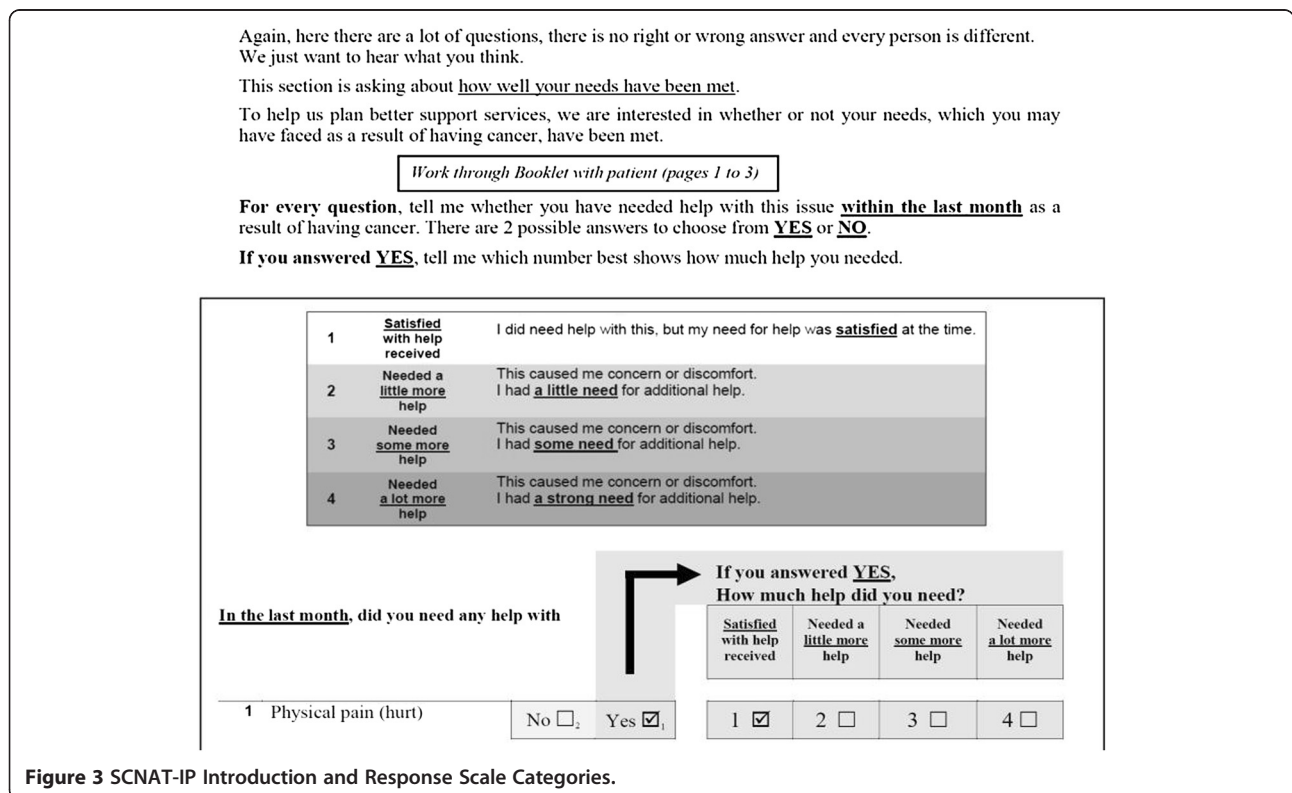 Again, here there are a lot of questions, there is no right or wrong answer and every person is different.
We just want to hear what you think.
This section is asking about how well your needs have been met.
To help us plan better support services, we are interested in whether or not your needs, which you may
have faced as a result of having cancer, have been met.
Work through Booklet with patient (pages 1 to 3)
For every question, tell me whether you have needed help with this issue within the last month as a
result of having cancer. There are 2 possible answers to choose from YES or NO.
If you answered YES, tell me which number best shows how much help you needed.
1
Satisfied
with help
received
I did need help with this, but my need for help was satisfied at the time.
2
Needed a
little more
help
This caused me concern or discomfort.
I had a little need for additional help.
3
Needed
some more
help
This caused me concern or discomfort.
I had some need for additional help.
4
Needed
a lot more
help
This caused me concern or discomfort.
I had a strong need for additional help.
If you answered YES,
How much help did you need?
In the last month, did you need any help with
Satisfied
with help
received
Needed a
little more
help
Needed
some more
help
Needed
a lot more
help
1 Physical pain (hurt) No ☐2 Yes ☑1 1 ☑ 2 ☐ 3 ☐ 4 ☐
Figure 3 SCNAT-IP Introduction and Response Scale Categories.